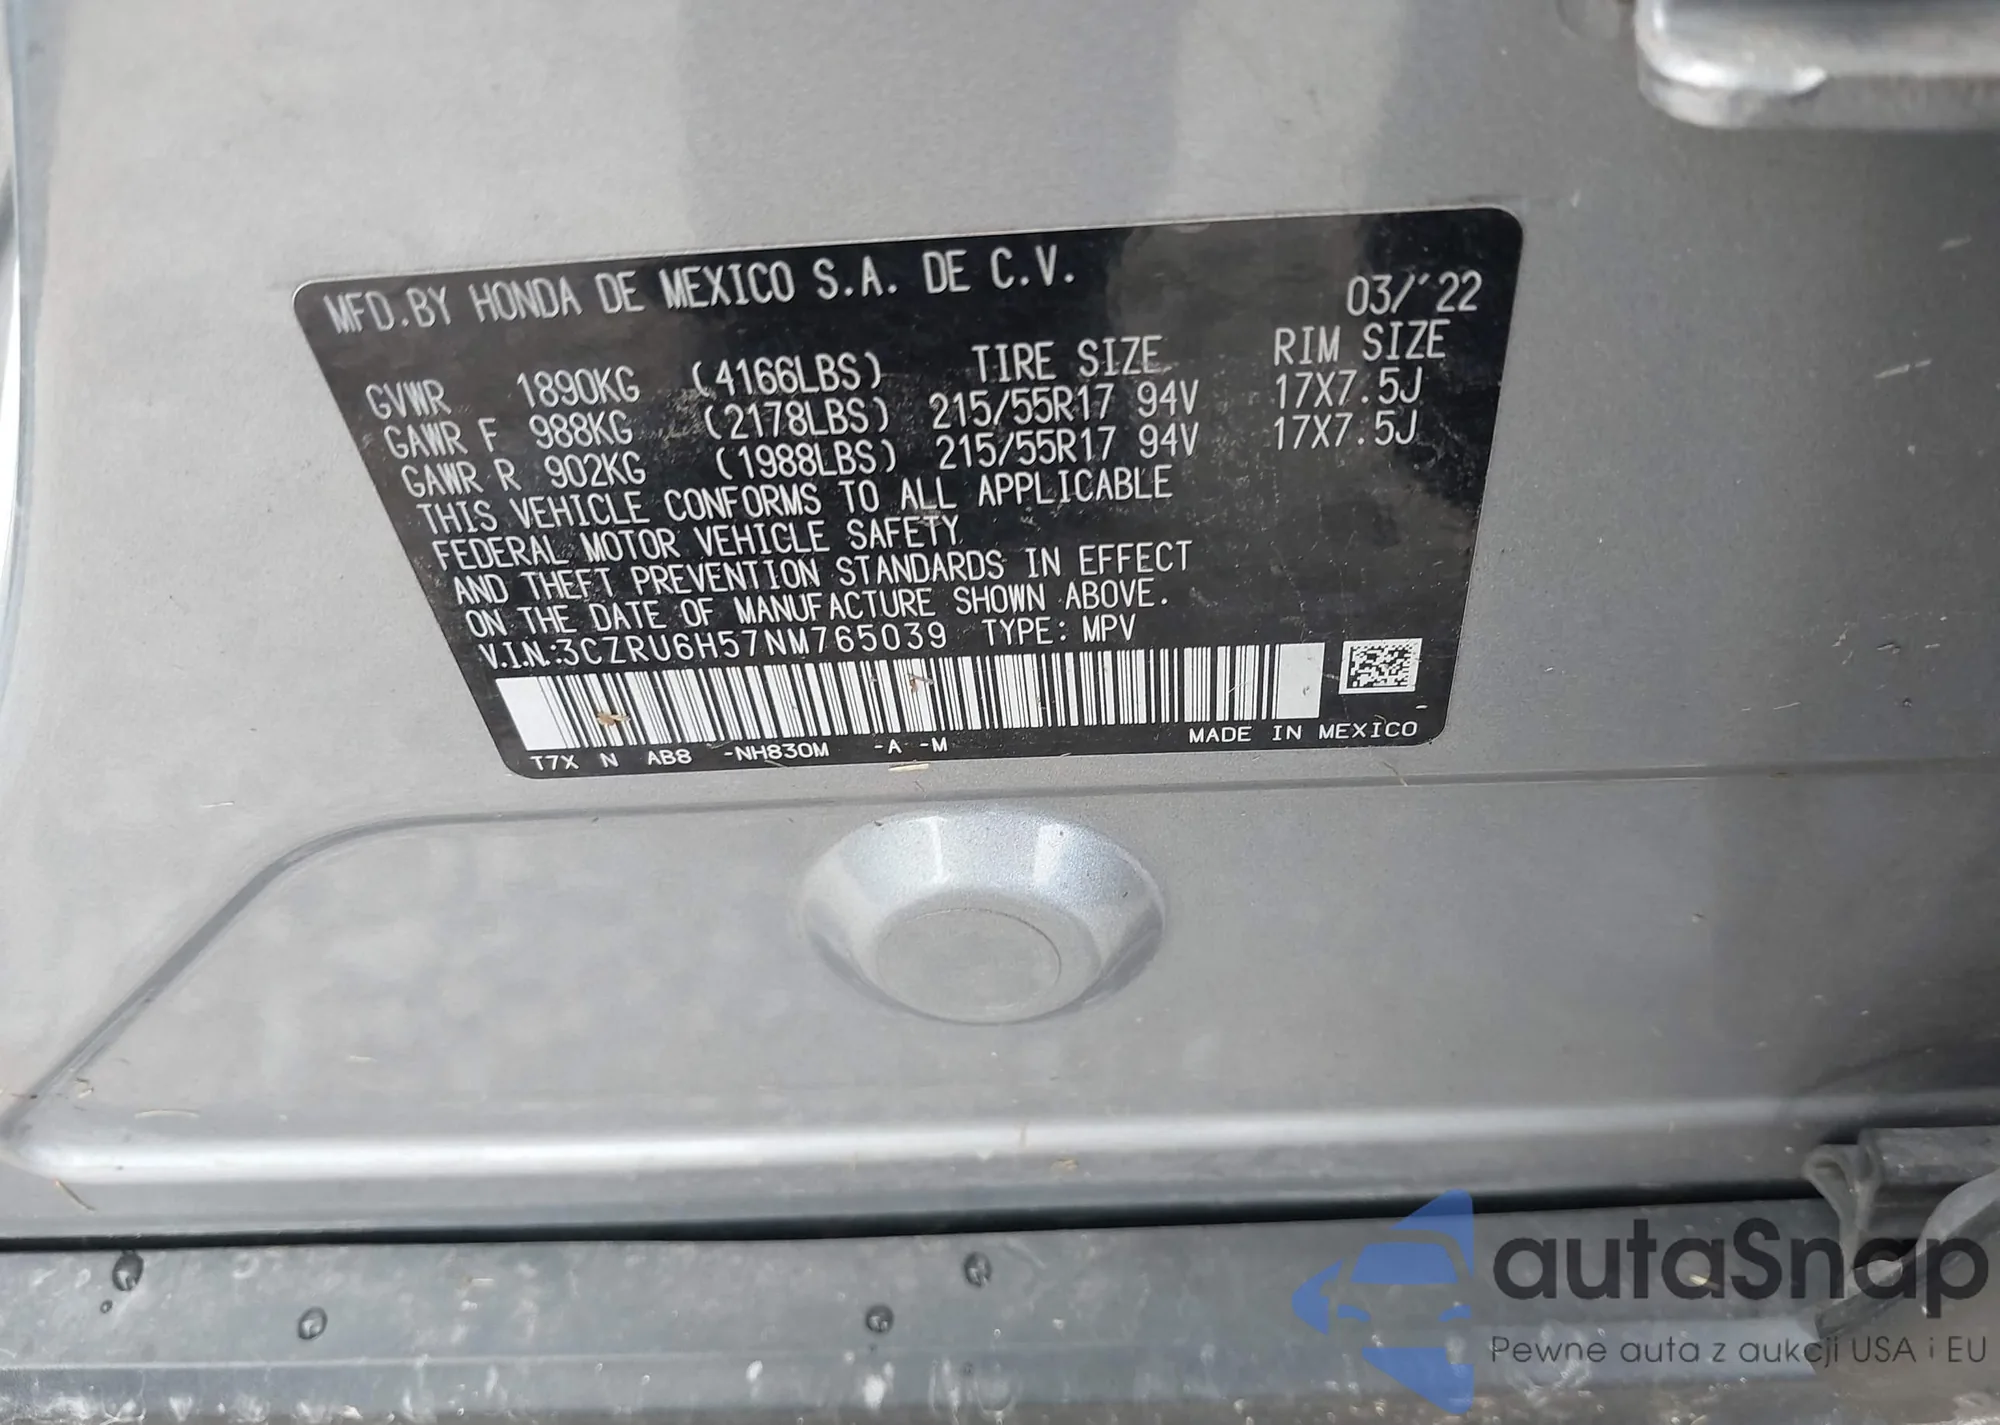 MFD.BY HONDA DE MEXICO S.A. DE C.V. 03/'22
TIRE SIZE RIM SIZE
GVWR 1890KG (4166LBS)
GAWR F 988KG (2178LBS) 215/55R17 94V 17X7.5J
GAWR R 902KG (1988LBS) 215/55R17 94V 17X7.5J
THIS VEHICLE CONFORMS TO ALL APPLICABLE
FEDERAL MOTOR VEHICLE SAFETY
AND THEFT PREVENTION STANDARDS IN EFFECT
ON THE DATE OF MANUFACTURE SHOWN ABOVE.
V.I.N.:3CZRU6H57NM765039 TYPE: MPV
T7X N AB8 -NH830M -A -M MADE IN MEXICO
autaSnap
Pewne auta z aukcji USA i EU